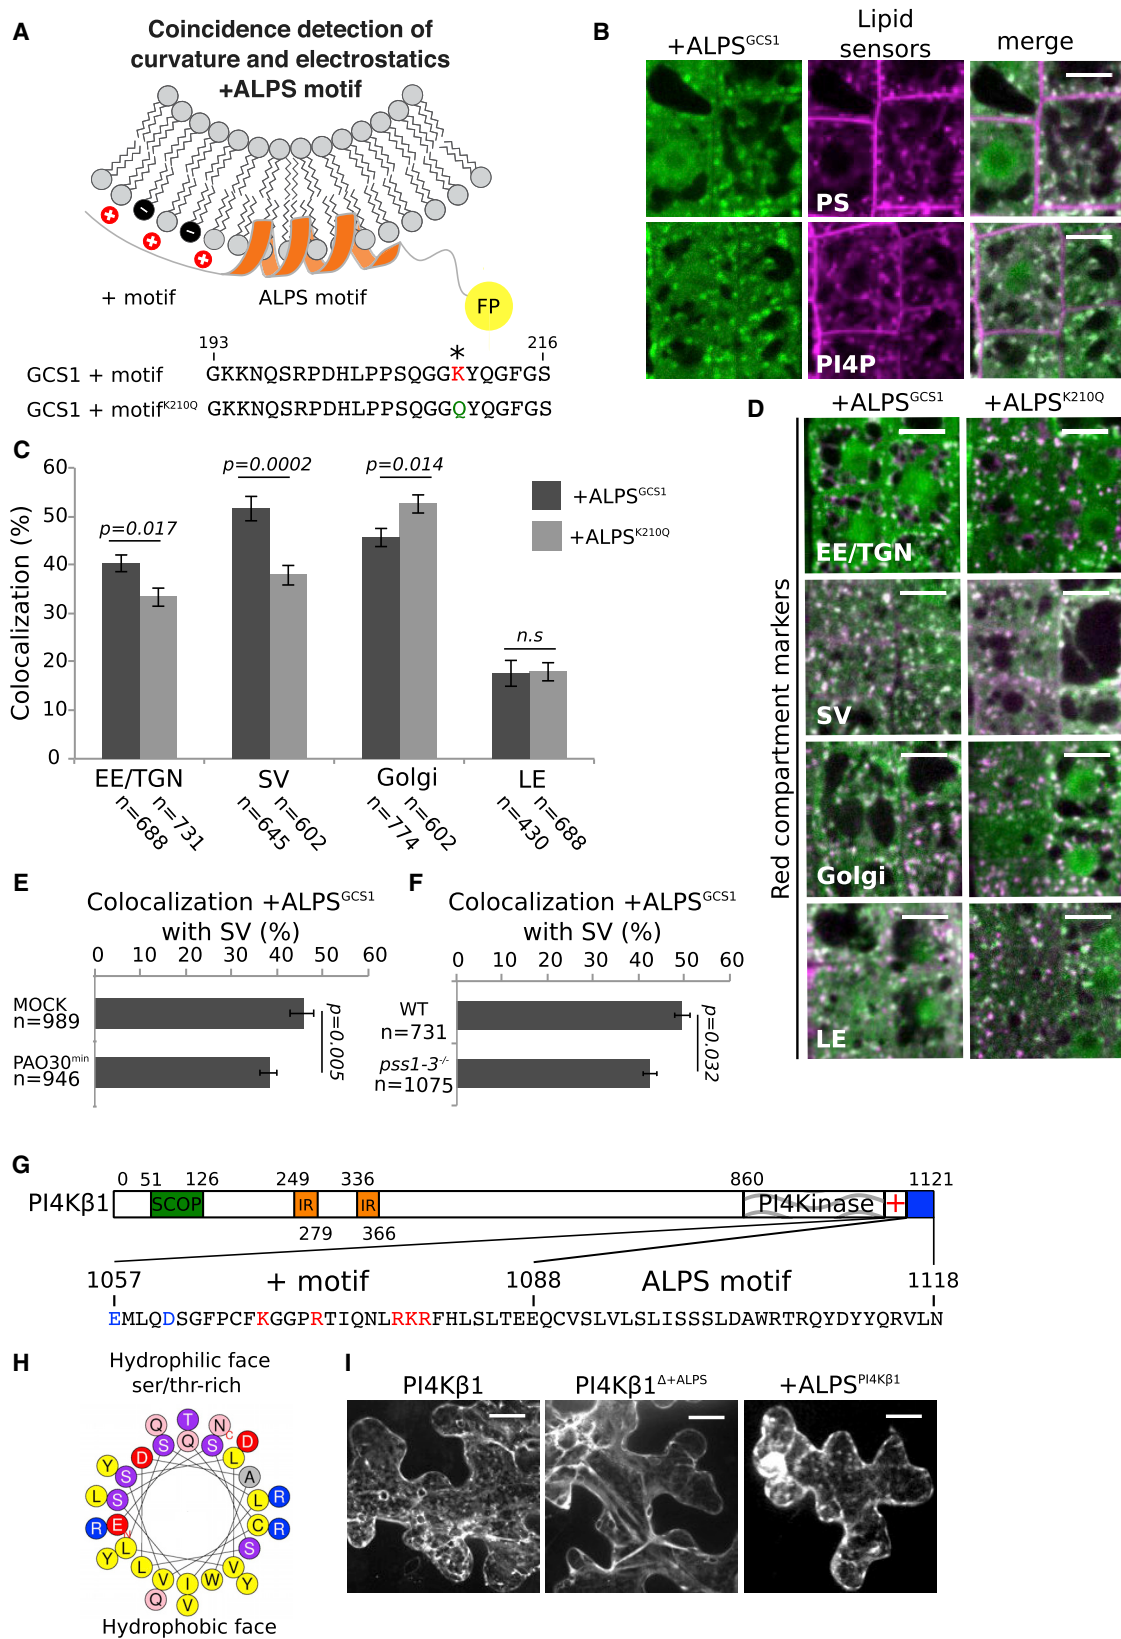 A
Coincidence detection of
curvature and electrostatics
+ALPS motif
+ motif
ALPS motif
FP
193
216
*
GCS1 + motif GKKNQSRPDHLPPSQGGKYQGFGS
GCS1 + motifK210Q GKKNQSRPDHLPPSQGGQYQGFGS
B
+ALPSGCS1
Lipid
sensors
merge
PS
PI4P
C
Colocalization (%)
60
50
40
30
20
10
0
p=0.017
p=0.0002
p=0.014
n.s
+ALPSGCS1
+ALPSK210Q
EE/TGN
SV
Golgi
LE
n=688
n=731
n=645
n=602
n=774
n=602
n=430
n=688
D
+ALPSGCS1
+ALPSK210Q
Red compartment markers
EE/TGN
SV
Golgi
LE
E
Colocalization +ALPSGCS1
with SV (%)
0 10 20 30 40 50 60
MOCK
n=989
PAO30min
n=946
p=0.005
F
Colocalization +ALPSGCS1
with SV (%)
0 10 20 30 40 50 60
WT
n=731
pss1-3-/-
n=1075
p=0.032
G
0 51 126 249 336 860 1121
PI4Kβ1
SCOP
IR
IR
PI4Kinase
+
279 366
1057
+ motif
1088
ALPS motif
1118
EMLQDSGFPCFKGGPRTIQNLRKRFHLSLTEEQCVSLVLSLISSSLDAWRTRQYDYYQRVLN
H
Hydrophilic face
ser/thr-rich
Q T N C
S Q S D
D L
Y S A
L S L R
R E C R
N
L S
Y L V
V I W Y
Q V
Hydrophobic face
I
PI4Kβ1
PI4Kβ1Δ+ALPS
+ALPSPI4Kβ1